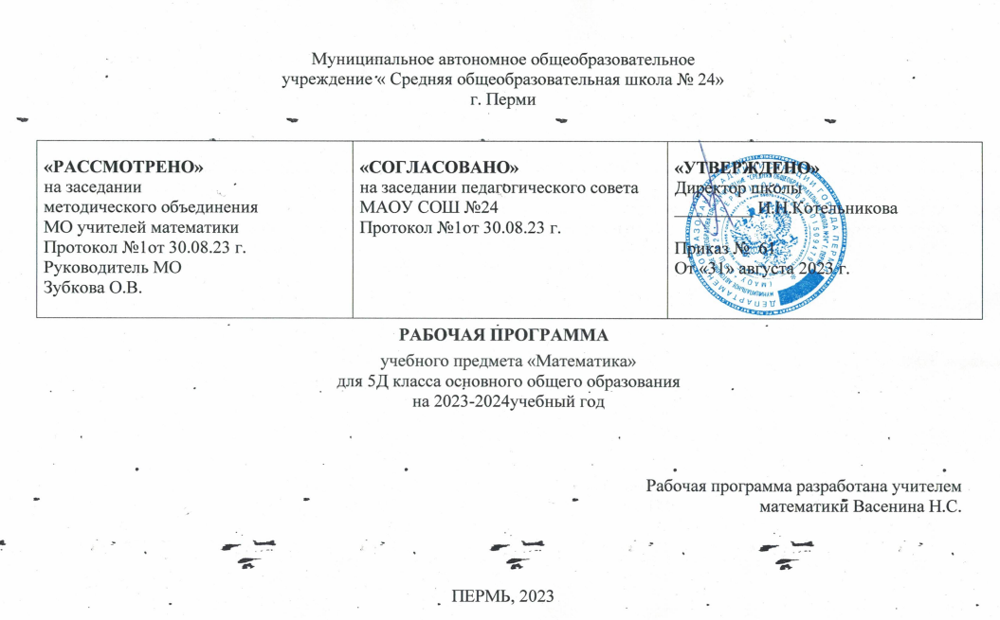 Муниципальное автономное общеобразовательное
учреждение « Средняя общеобразовательная школа № 24»
г. Перми
«РАССМОТРЕНО»
на заседании
методического объединения
МО учителей математики
Протокол №1от 30.08.23 г.
Руководитель МО
Зубкова О.В.
«СОГЛАСОВАНО»
на заседании педагогического совета
МАОУ СОШ №24
Протокол №1от 30.08.23 г.
«УТВЕРЖДЕНО»
Директор школы
_________ И.Н.Котельникова
Приказ № 61
От «31» августа 2023 г.
РАБОЧАЯ ПРОГРАММА
учебного предмета «Математика»
для 5Д класса основного общего образования
на 2023-2024учебный год
Рабочая программа разработана учителем
математики Васенина Н.С.
ПЕРМЬ, 2023